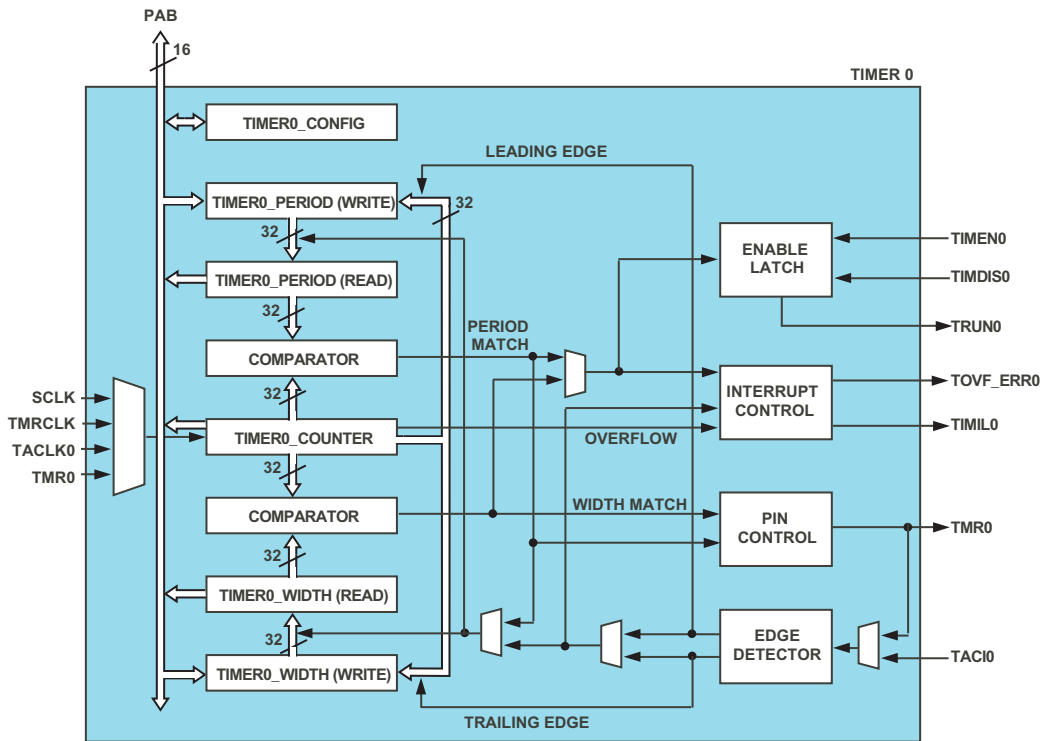 PAB
16
TIMER 0
TIMER0_CONFIG
LEADING EDGE
TIMER0_PERIOD (WRITE)
32
32
TIMEN0
ENABLE
LATCH
TIMER0_PERIOD (READ)
TIMDIS0
32
TRUN0
PERIOD
MATCH
COMPARATOR
TOVF_ERR0
32
INTERRUPT
CONTROL
SCLK
TMRCLK
TIMER0_COUNTER
OVERFLOW
TIMIL0
TACLK0
32
TMR0
WIDTH MATCH
COMPARATOR
PIN
CONTROL
TMR0
32
TIMER0_WIDTH (READ)
32
EDGE
DETECTOR
TACI0
TIMER0_WIDTH (WRITE)
TRAILING EDGE